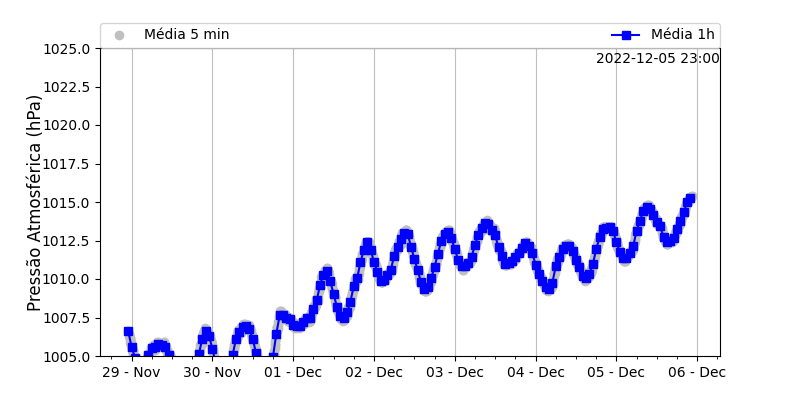 Média 5 min
Média 1h
2022-12-05 23:00
Pressão Atmosférica (hPa)
1025.0
1022.5
1020.0
1017.5
1015.0
1012.5
1010.0
1007.5
1005.0
29 - Nov
30 - Nov
01 - Dec
02 - Dec
03 - Dec
04 - Dec
05 - Dec
06 - Dec